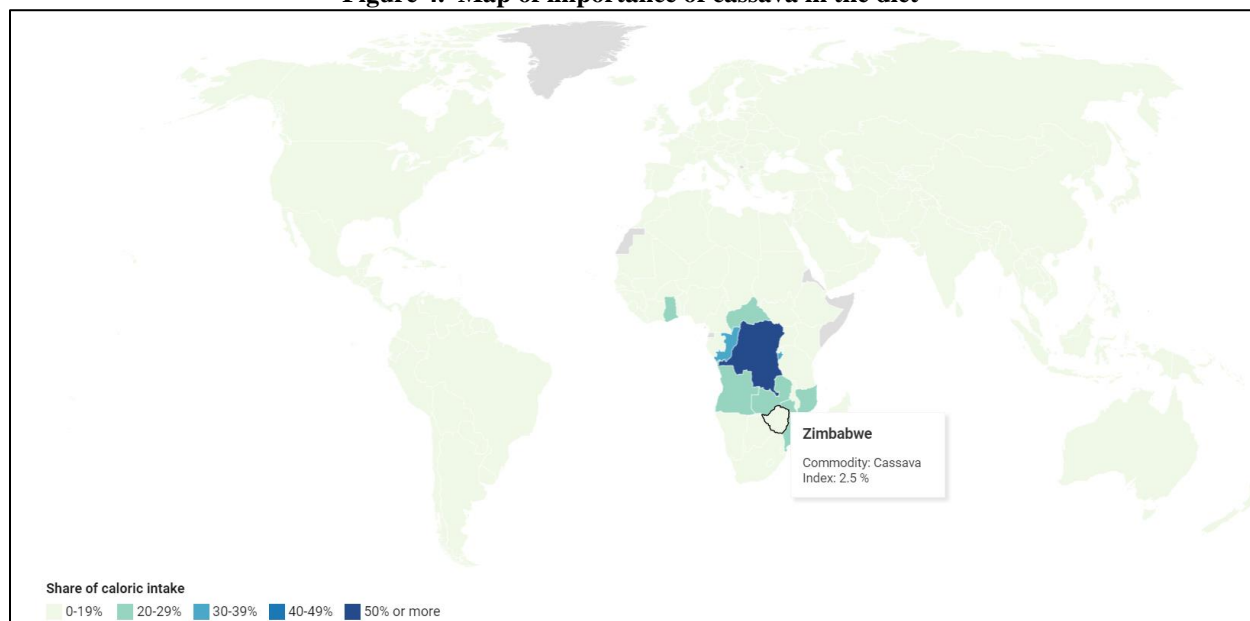 Figure 4.  Map of importance of cassava in the diet
Zimbabwe
Commodity: Cassava
Index: 2.5 %
Share of caloric intake
0-19% 20-29% 30-39% 40-49% 50% or more